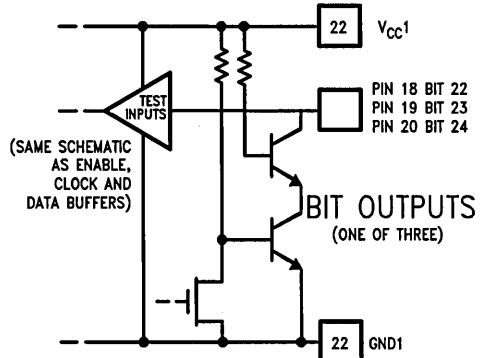 22 VCC1
TEST
INPUTS
PIN 18 BIT 22
PIN 19 BIT 23
PIN 20 BIT 24
(SAME SCHEMATIC
AS ENABLE,
CLOCK AND
DATA BUFFERS)
BIT OUTPUTS
(ONE OF THREE)
22 GND1